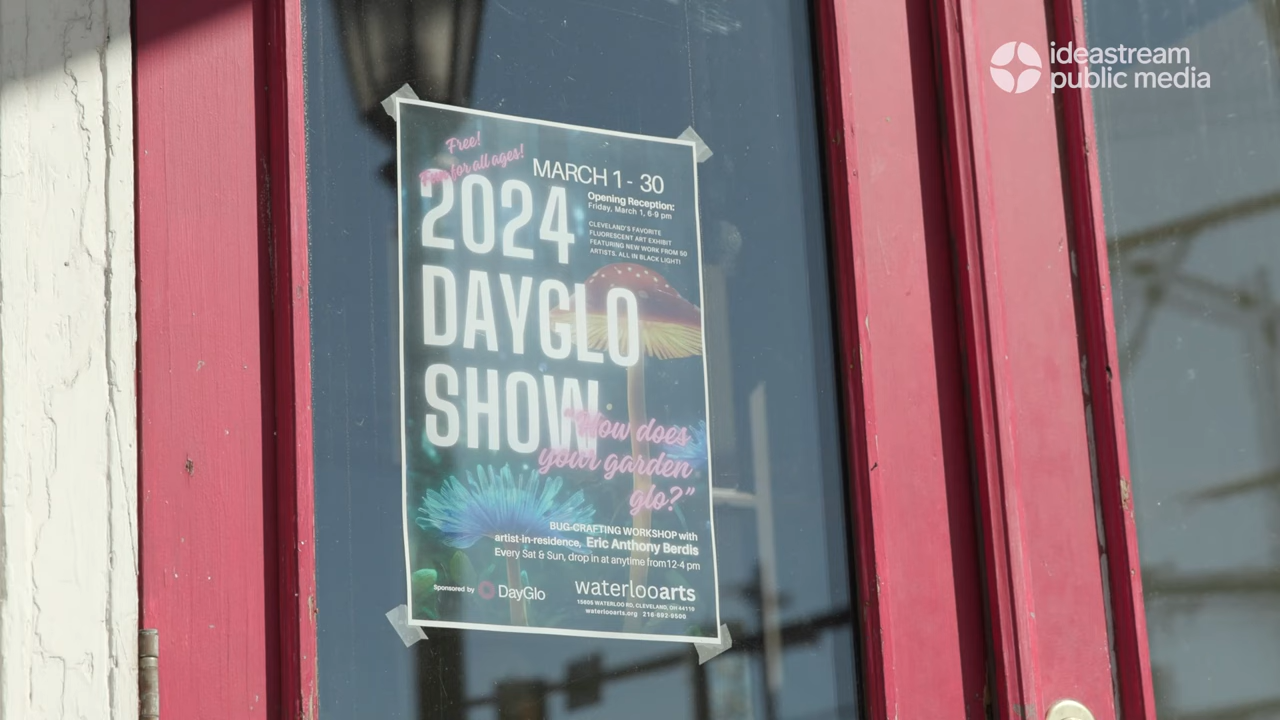 ideastream
public media
Free!
for all ages!
MARCH 1 - 30
2024
DAYGLO
SHOW
Opening Reception:
Friday, March 1, 6-9 pm
CLEVELAND'S FAVORITE
FLUORESCENT ART EXHIBIT
FEATURING NEW WORK FROM 50
ARTISTS. ALL IN BLACK LIGHT!
"How does
your garden
glo?"
BUG-CRAFTING WORKSHOP with
artist-in-residence, Eric Anthony Berdis
Every Sat & Sun, drop in at anytime from 12-4 pm
Sponsored by DayGlo
waterlooarts
WATERLOO RD, CLEVELAND, OH 44110
waterlooarts.org 216-692-9500